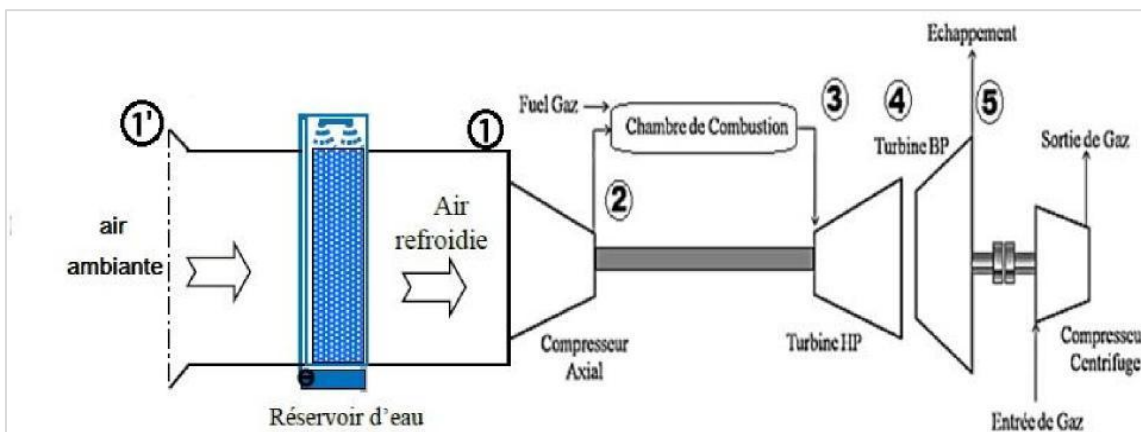 1'
air
ambiante
Réservoir d'eau
Air
refroidie
1
Compresseur
Axial
2
Fuel Gaz
Chambre de Combustion
3
Turbine HP
4
Turbine BP
Echappement
5
Sortie de Gaz
Compresseur
Centrifuge
Entrée de Gaz